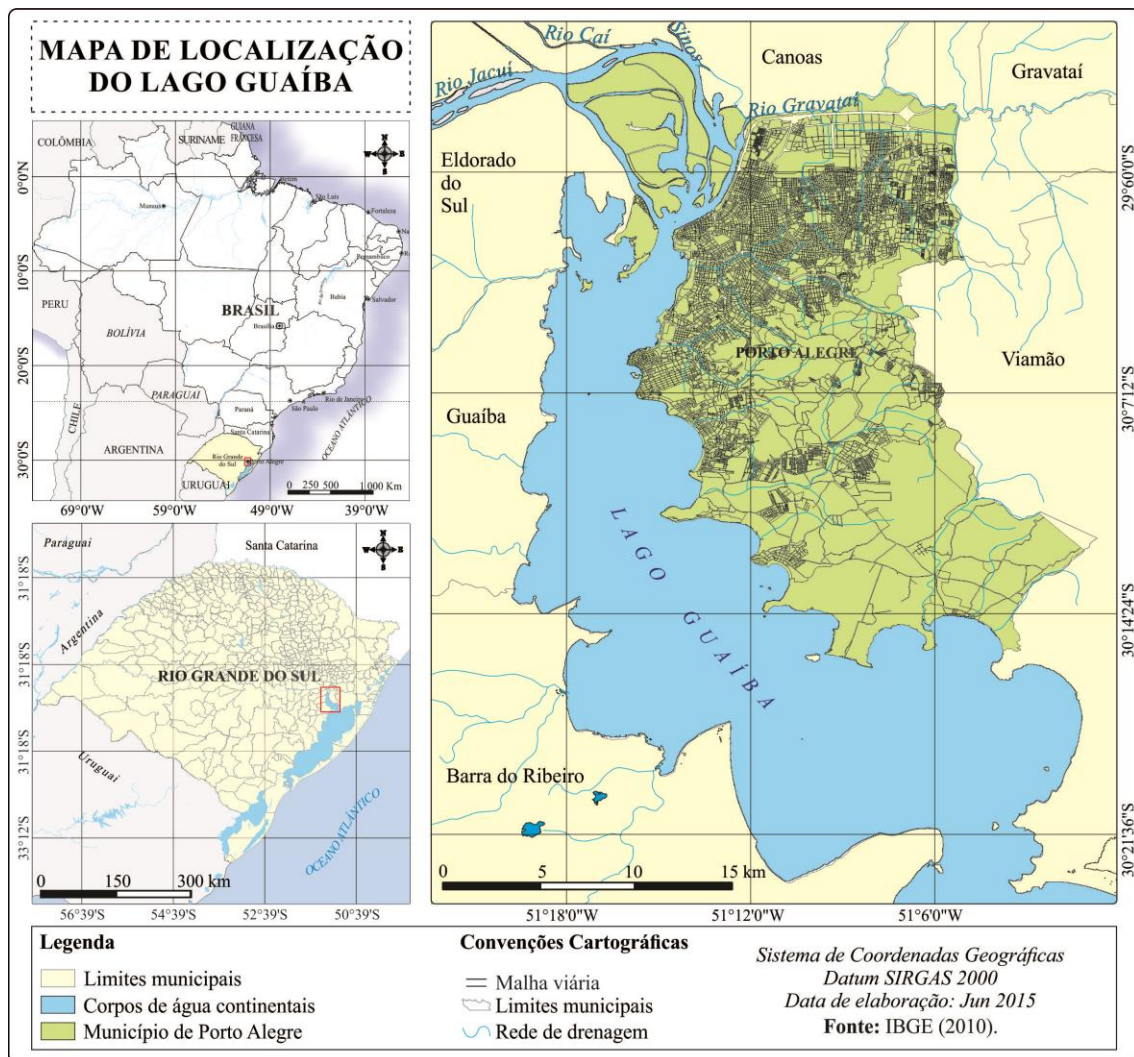 MAPA DE LOCALIZAÇÃO
DO LAGO GUAÍBA
COLÔMBIA
SURINAME
GUIANA
FRANCESA
N
W E
S
0°0'N
Belém
São Luís
Manaus
Fortaleza
Na
Pernambuco
Re
10°0'S
PERU
BRASIL
Bahia
Salvador
BOLÍVIA
Brasília
20°0'S
PARAGUAI
CHILE
Rio de Janeiro
São Paulo
Paraná
Santa Catarina
OCEANO ATLÂNTICO
ARGENTINA
Rio Grande
do Sul
Porto Alegre
30°0'S
URUGUAI
0 250 500 1 000 Km
69°0'W 59°0'W 49°0'W 39°0'W
Paraguai
Santa Catarina
N
W E
S
31°18'S
Argentina
31°18'S
RIO GRANDE DO SUL
31°18'S
Uruguai
33°12'S
OCEANO ATLÂNTICO
0 150 300 km
56°39'S 54°39'S 52°39'S 50°39'S
Rio Caí
Sinos
Canoas
Gravataí
Rio Jacuí
Rio Gravataí
Eldorado
do
Sul
29°60'0"S
PORTO ALEGRE
Viamão
Guaíba
30°7'12"S
LAGO GUAÍBA
30°14'24"S
Barra do Ribeiro
30°21'36"S
0 5 10 15 km
51°18'0"W 51°12'0"W 51°6'0"W
Legenda
Limites municipais
Corpos de água continentais
Município de Porto Alegre
Convenções Cartográficas
Malha viária
Limites municipais
Rede de drenagem
Sistema de Coordenadas Geográficas
Datum SIRGAS 2000
Data de elaboração: Jun 2015
Fonte: IBGE (2010).